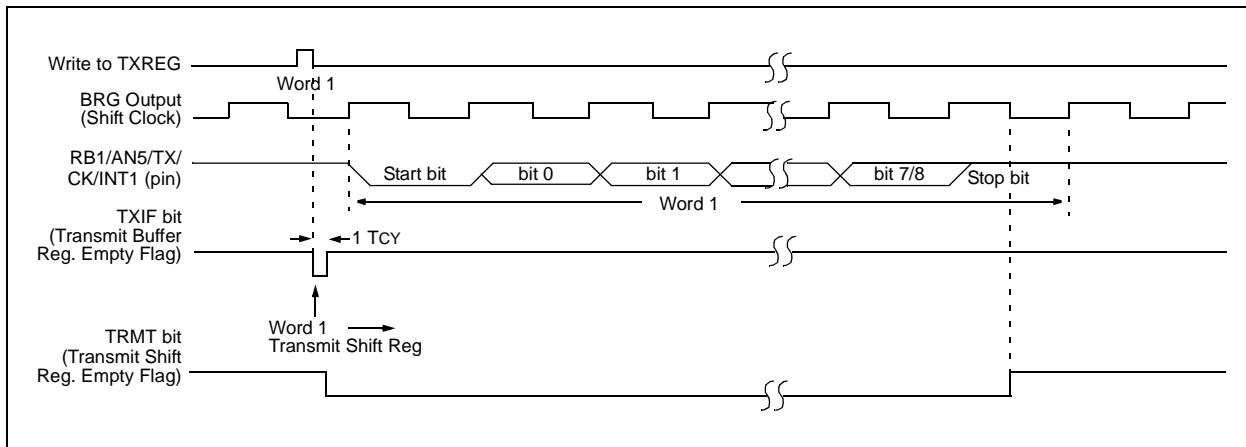 Write to TXREG
Word 1
BRG Output
(Shift Clock)
RB1/AN5/TX/
CK/INT1 (pin)
Start bit
bit 0
bit 1
bit 7/8
Stop bit
Word 1
TXIF bit
(Transmit Buffer
Reg. Empty Flag)
1 TCY
Word 1
Transmit Shift Reg
TRMT bit
(Transmit Shift
Reg. Empty Flag)